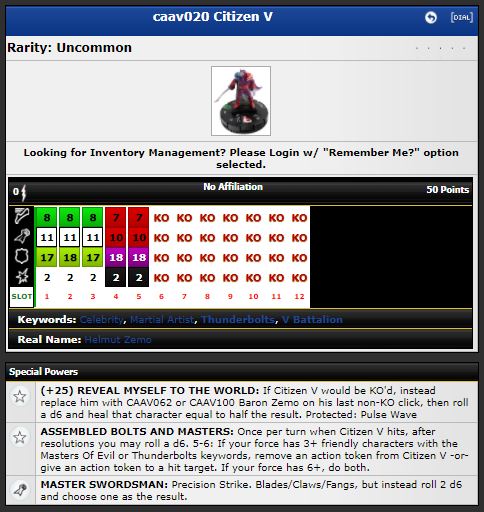 caav020 Citizen V
[DIAL]
Rarity: Uncommon
Looking for Inventory Management? Please Login w/ "Remember Me?" option
selected.
0 No Affiliation 50 Points
8 8 8 7 7 KO KO KO KO KO KO KO
11 11 11 10 10 KO KO KO KO KO KO KO
17 18 17 18 18 KO KO KO KO KO KO KO
2 2 2 2 2 KO KO KO KO KO KO KO
SLOT 1 2 3 4 5 6 7 8 9 10 11 12
Keywords: Celebrity, Martial Artist, Thunderbolts, V Battalion
Real Name: Helmut Zemo
Special Powers
(+25) REVEAL MYSELF TO THE WORLD: If Citizen V would be KO'd, instead
replace him with CAAV062 or CAAV100 Baron Zemo on his last non-KO click, then roll
a d6 and heal that character equal to half the result. Protected: Pulse Wave
ASSEMBLED BOLTS AND MASTERS: Once per turn when Citizen V hits, after
resolutions you may roll a d6. 5-6: If your force has 3+ friendly characters with the
Masters Of Evil or Thunderbolts keywords, remove an action token from Citizen V -or-
give an action token to a hit target. If your force has 6+, do both.
MASTER SWORDSMAN: Precision Strike. Blades/Claws/Fangs, but instead roll 2 d6
and choose one as the result.